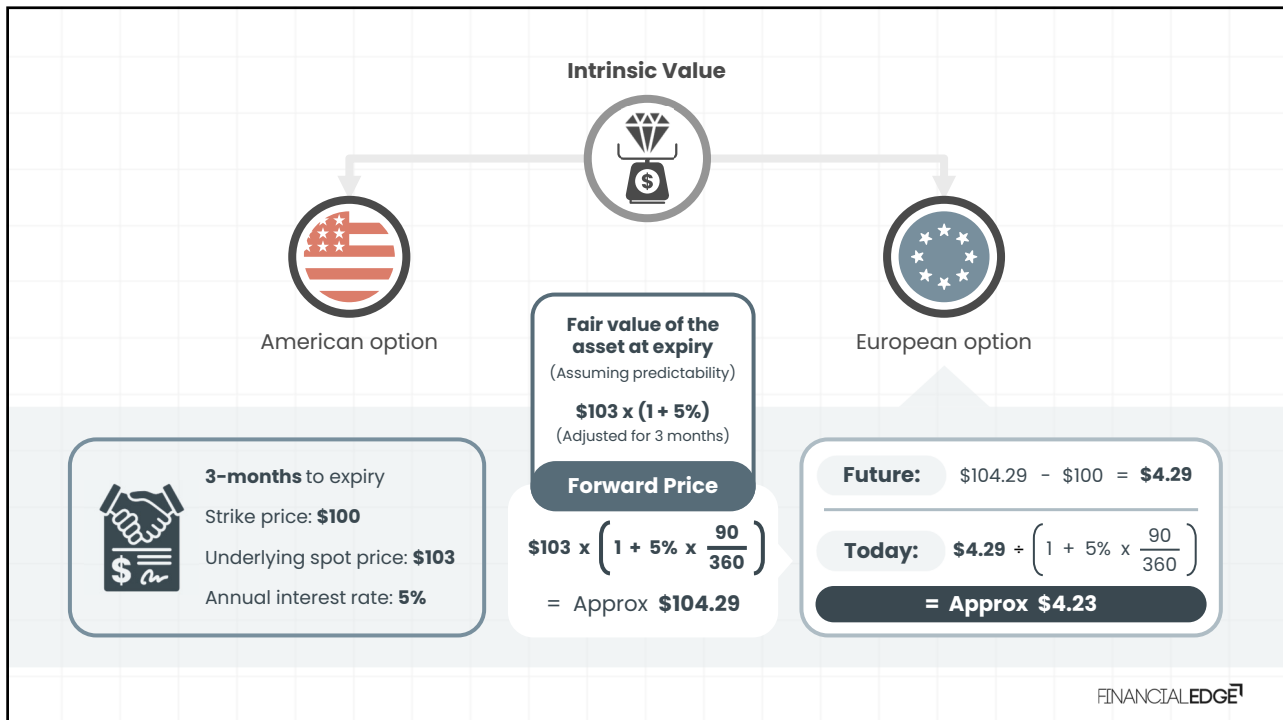 Intrinsic Value
$
American option
European option
Fair value of the
asset at expiry
(Assuming predictability)
$103 x (1 + 5%)
(Adjusted for 3 months)
Forward Price
$103 x (1 + 5% x 90/360)
= Approx $104.29
3-months to expiry
Strike price: $100
Underlying spot price: $103
Annual interest rate: 5%
$
Future: $104.29 - $100 = $4.29
Today: $4.29 ÷ (1 + 5% x 90/360)
= Approx $4.23
FINANCIALEDGE